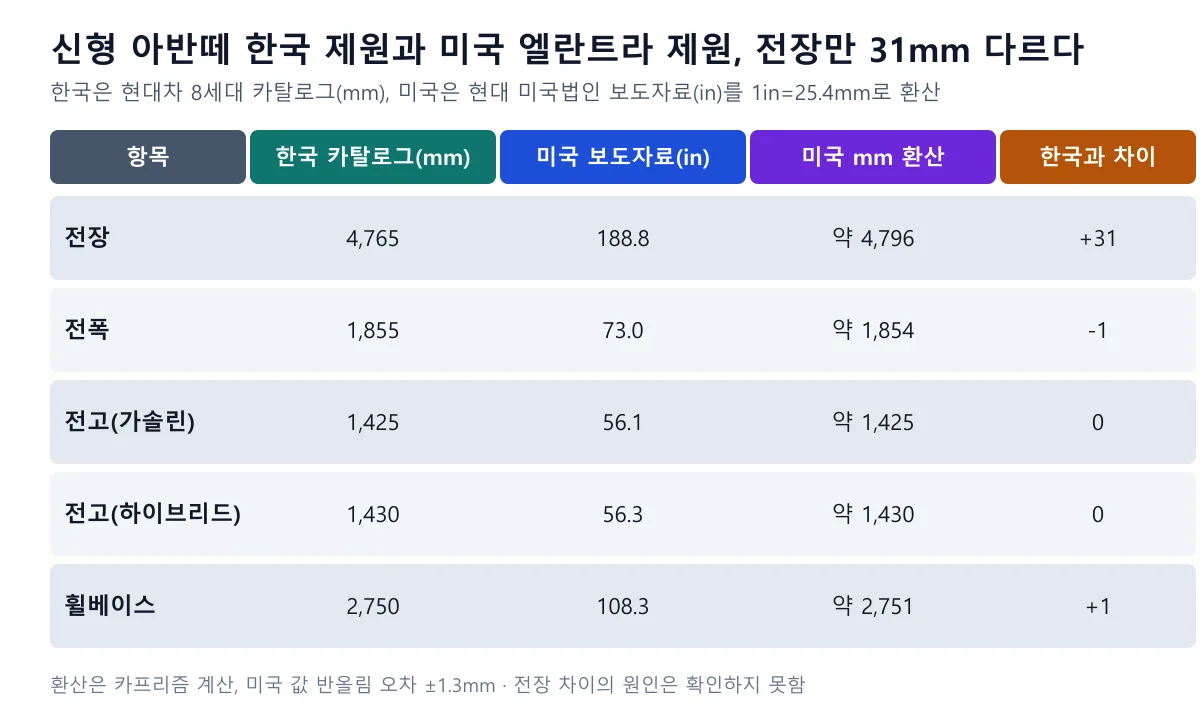 신형 아반떼 한국 제원과 미국 엘란트라 제원, 전장만 31mm 다르다
한국은 현대차 8세대 카탈로그(mm), 미국은 현대 미국법인 보도자료(in)를 1in=25.4mm로 환산
항목 한국 카탈로그(mm) 미국 보도자료(in) 미국 mm 환산 한국과 차이
전장 4,765 188.8 약 4,796 +31
전폭 1,855 73.0 약 1,854 -1
전고(가솔린) 1,425 56.1 약 1,425 0
전고(하이브리드) 1,430 56.3 약 1,430 0
휠베이스 2,750 108.3 약 2,751 +1
환산은 카프리즘 계산, 미국 값 반올림 오차 ±1.3mm · 전장 차이의 원인은 확인하지 못함